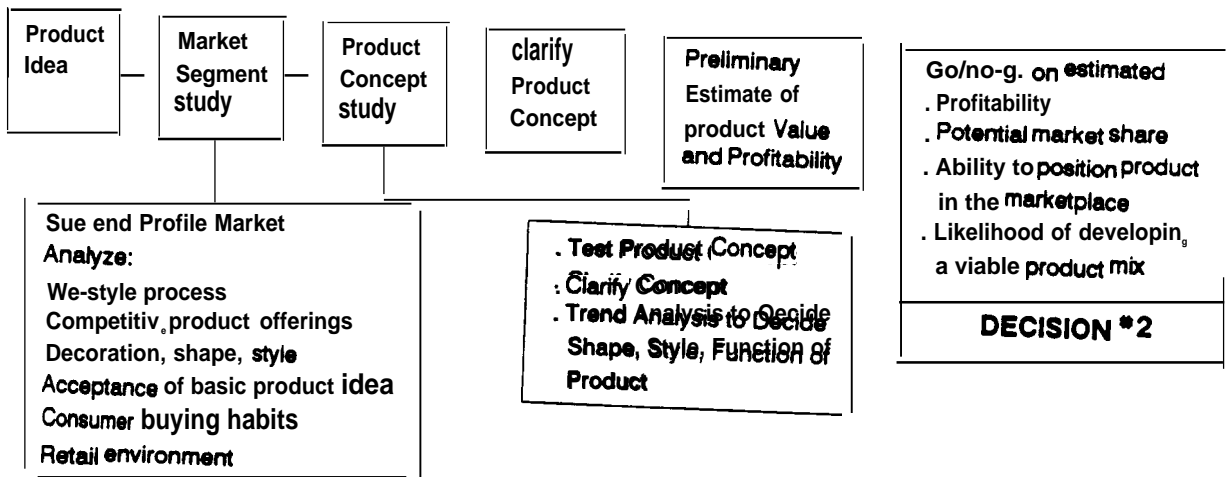 Product
Idea
Market
Segment
study
Product
Concept
study
clarify
Product
Concept
Preliminary
Estimate of
product Value
and Profitability
Go/no-g. on estimated
. Profitability
. Potential market share
. Ability to position product
in the marketplace
. Likelihood of developing
a viable product mix
DECISION #2
Sue end Profile Market
Analyze:
We-style process
Competitive product offerings
Decoration, shape, style
Acceptance of basic product idea
Consumer buying habits
Retail environment
. Test Product Concept
. Clarify Concept
. Trend Analysis to Decide
Shape, Style, Function of
Product